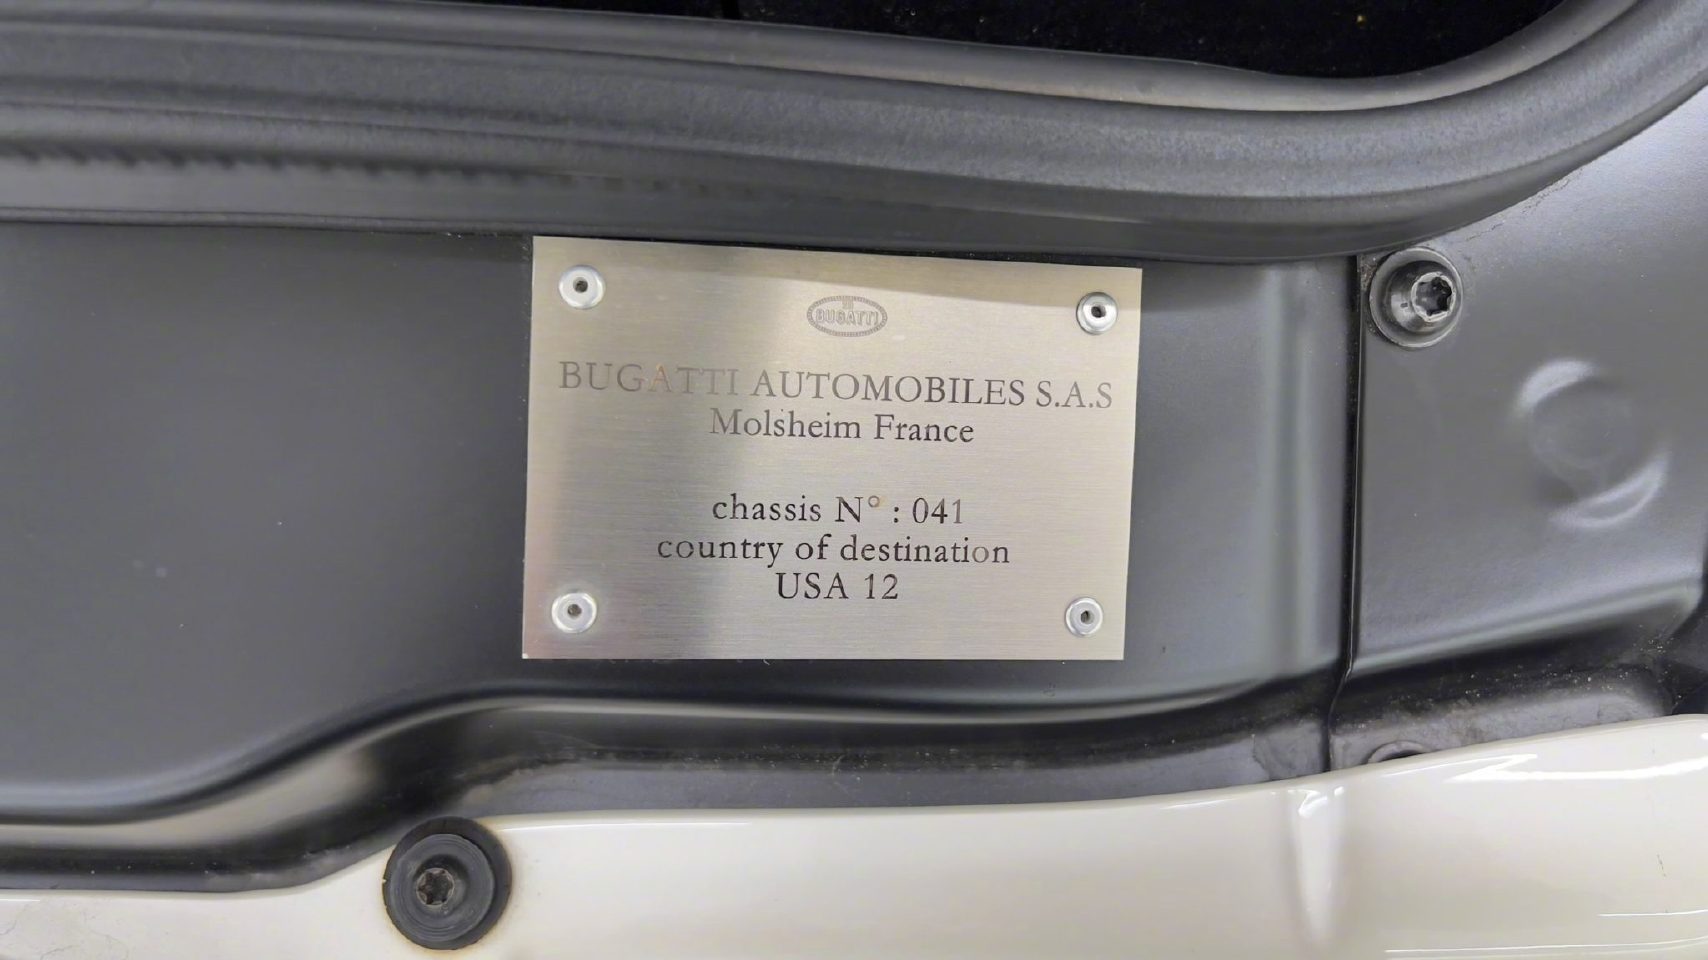 BUGATTI
BUGATTI AUTOMOBILES S.A.S
Molsheim France
chassis N° : 041
country of destination
USA 12